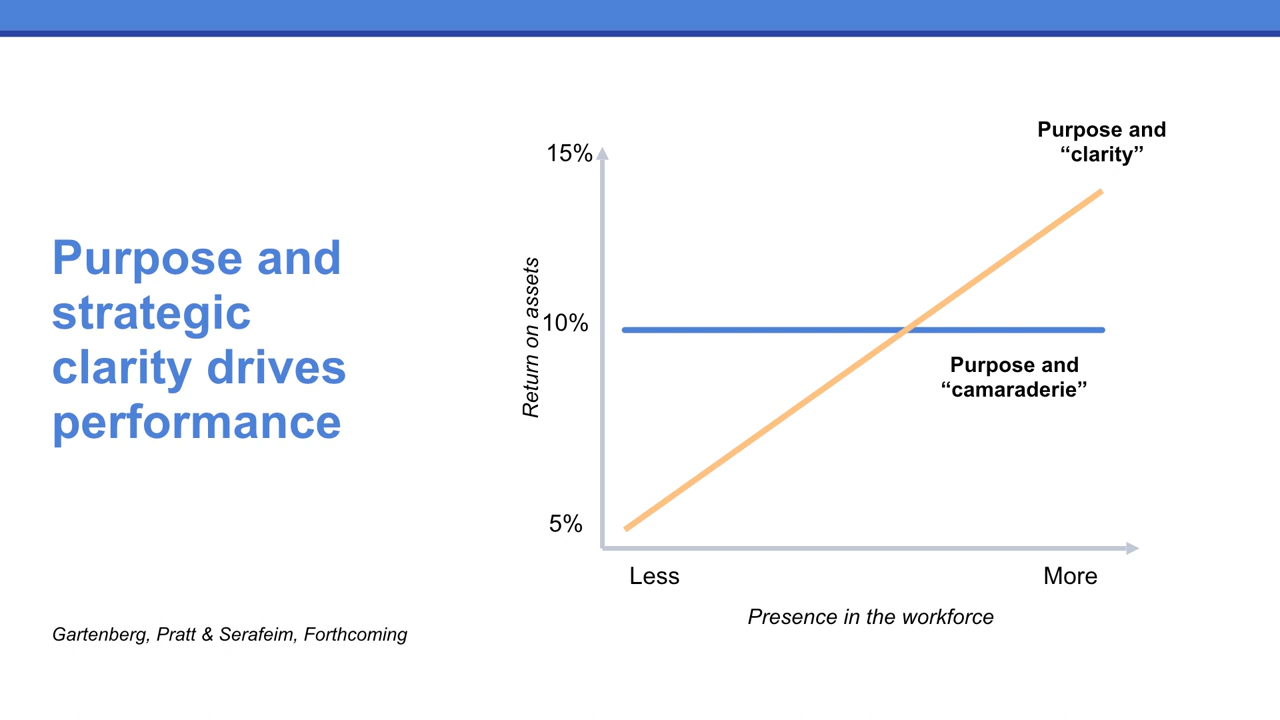 Purpose and
strategic
clarity drives
performance
Gartenberg, Pratt & Serafeim, Forthcoming
Purpose and
“clarity”
15%
Return on assets
10%
Purpose and
“camaraderie”
5%
Less
More
Presence in the workforce